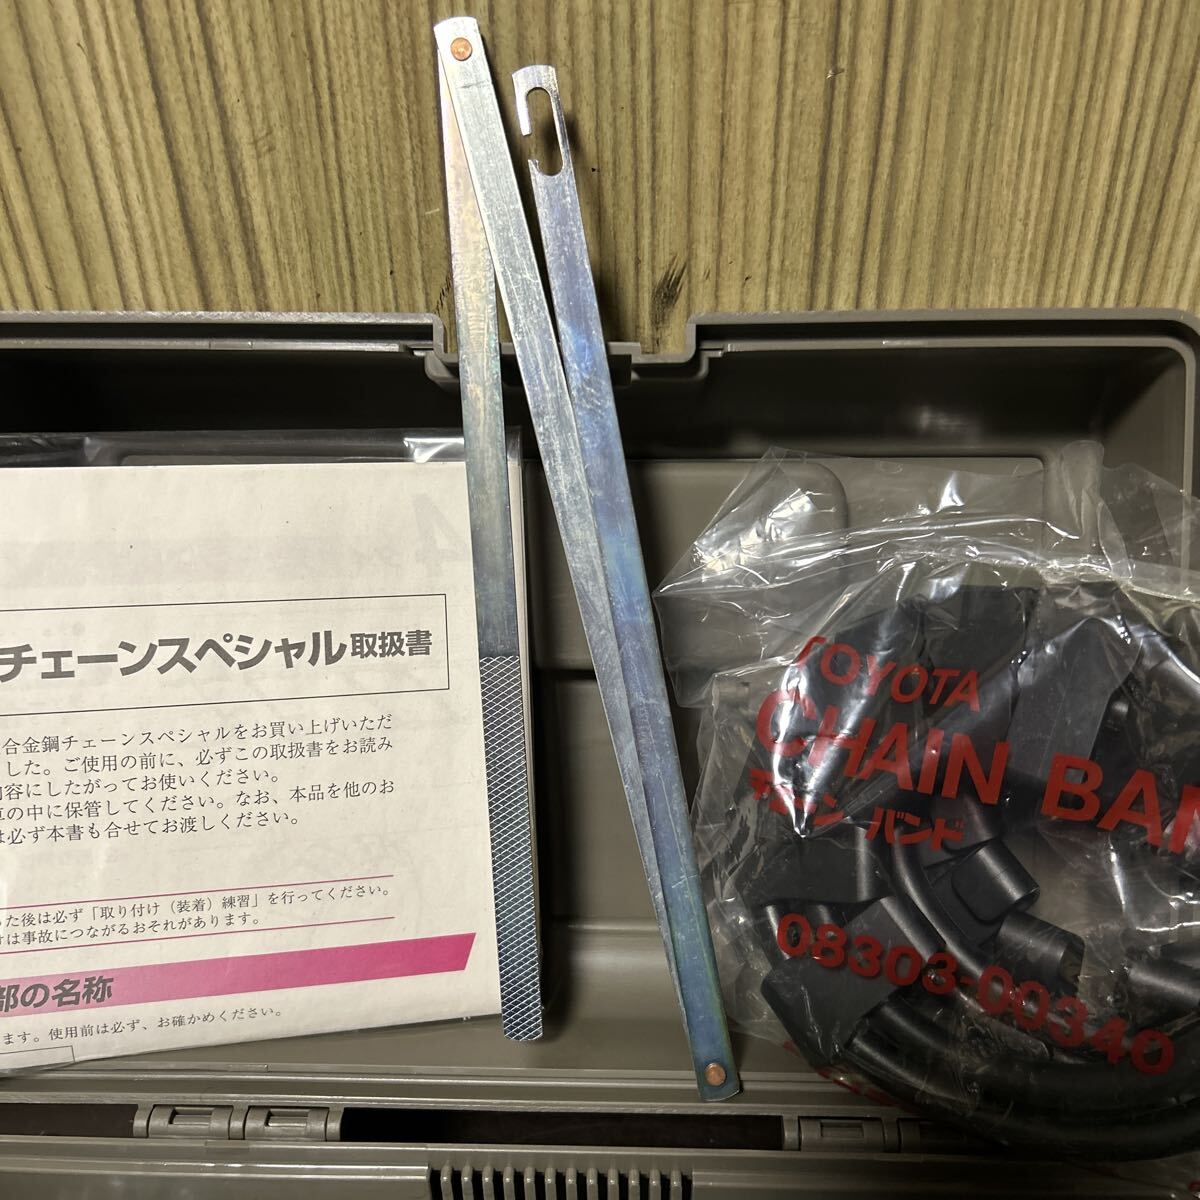 チェーンスペシャル取扱書
合金鋼チェーンスペシャルをお買い上げいただ
した。ご使用の前に、必ずこの取扱書をお読み
内容にしたがってお使いください。
車の中に保管してください。なお、本品を他のお
は必ず本書も合せてお渡しください。
った後は必ず「取り付け（装着）練習」を行ってください。
けは事故につながるおそれがあります。
部の名称
ます。使用前は必ず、お確かめください。
TOYOTA
CHAIN BAN
チェーン バンド
08303-00340